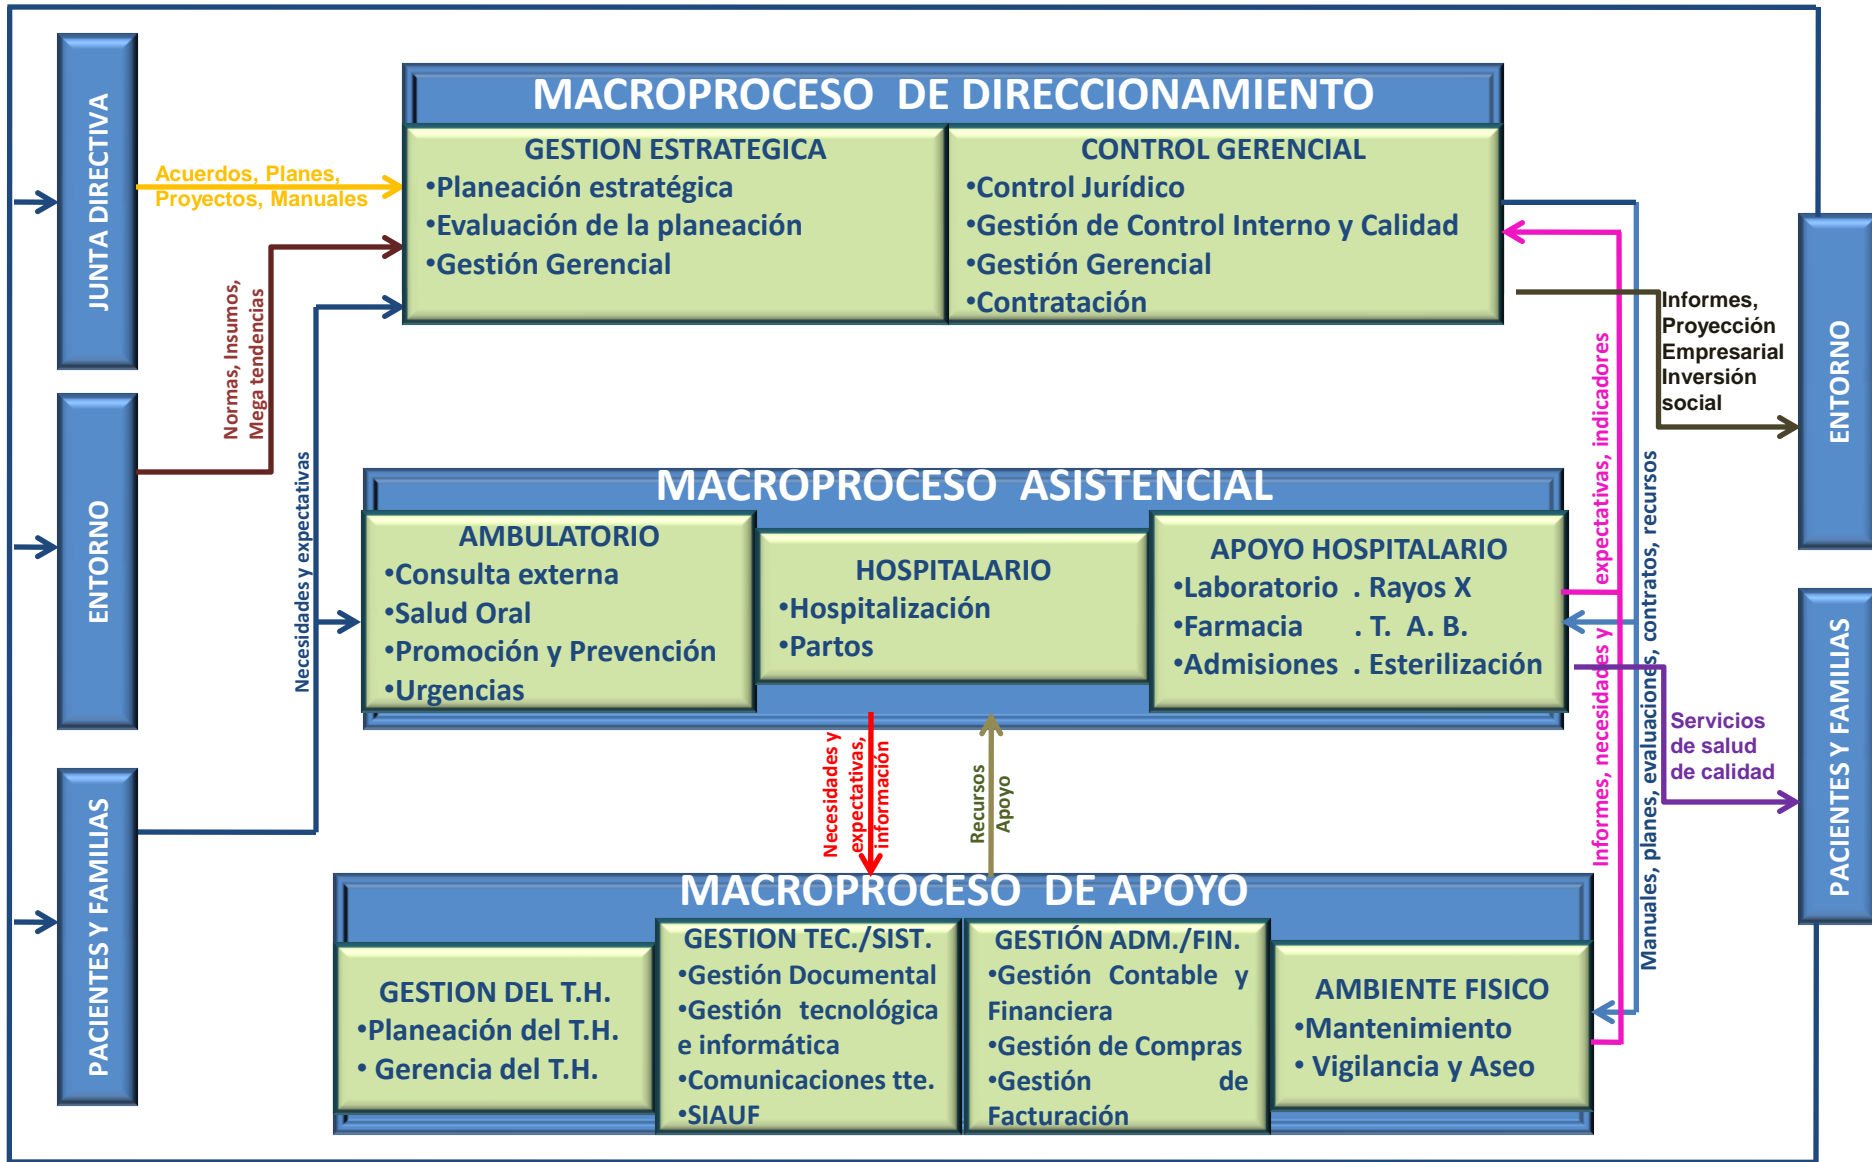 JUNTA DIRECTIVA
ENTORNO
PACIENTES Y FAMILIAS
Acuerdos, Planes,
Proyectos, Manuales
Normas, Insumos,
Mega tendencias
Necesidades y expectativas
MACROPROCESO DE DIRECCIONAMIENTO
GESTION ESTRATEGICA
•Planeación estratégica
•Evaluación de la planeación
•Gestión Gerencial
CONTROL GERENCIAL
•Control Jurídico
•Gestión de Control Interno y Calidad
•Gestión Gerencial
•Contratación
MACROPROCESO ASISTENCIAL
AMBULATORIO
•Consulta externa
•Salud Oral
•Promoción y Prevención
•Urgencias
HOSPITALARIO
•Hospitalización
•Partos
APOYO HOSPITALARIO
•Laboratorio . Rayos X
•Farmacia . T. A. B.
•Admisiones . Esterilización
Necesidades y
expectativas,
información
Recursos
Apoyo
MACROPROCESO DE APOYO
GESTION DEL T.H.
•Planeación del T.H.
• Gerencia del T.H.
GESTION TEC./SIST.
•Gestión Documental
•Gestión tecnológica
e informática
•Comunicaciones tte.
•SIAUF
GESTIÓN ADM./FIN.
•Gestión Contable y
Financiera
•Gestión de Compras
•Gestión de
Facturación
AMBIENTE FISICO
•Mantenimiento
• Vigilancia y Aseo
Informes, necesidades y expectativas, indicadores
Manuales, planes, evaluaciones, contratos, recursos
Informes,
Proyección
Empresarial
Inversión
social
Servicios
de salud
de calidad
ENTORNO
PACIENTES Y FAMILIAS